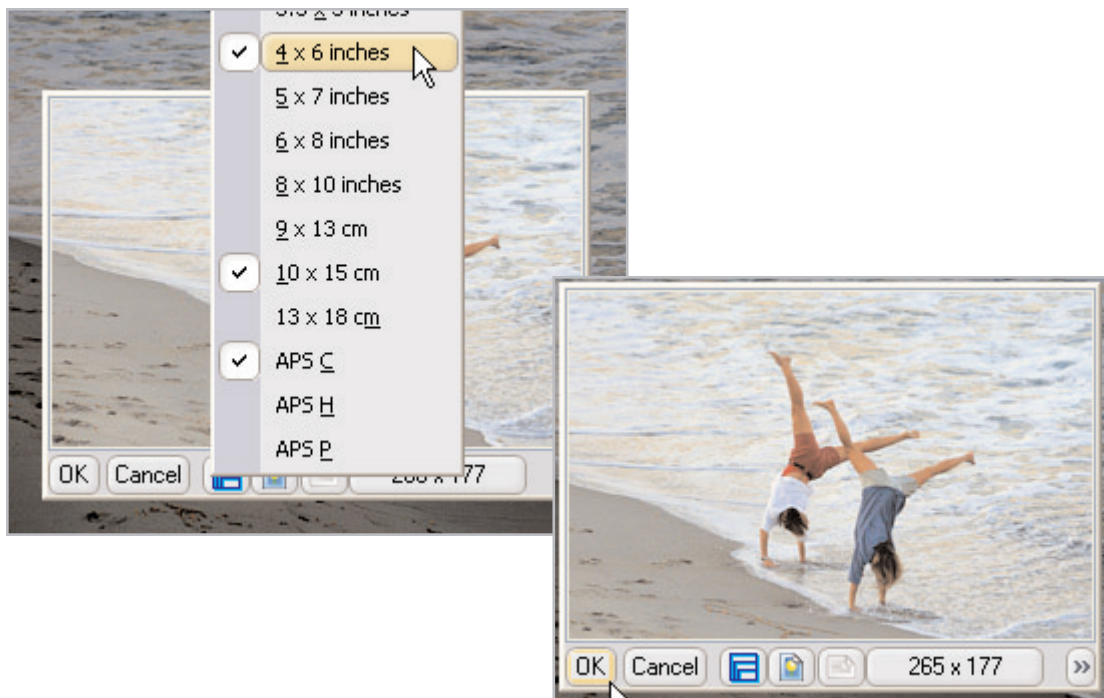 4 x 6 inches
5 x 7 inches
6 x 8 inches
8 x 10 inches
9 x 13 cm
10 x 15 cm
13 x 18 cm
APS C
APS H
APS P
OK Cancel x 177
OK Cancel 265 x 177 »